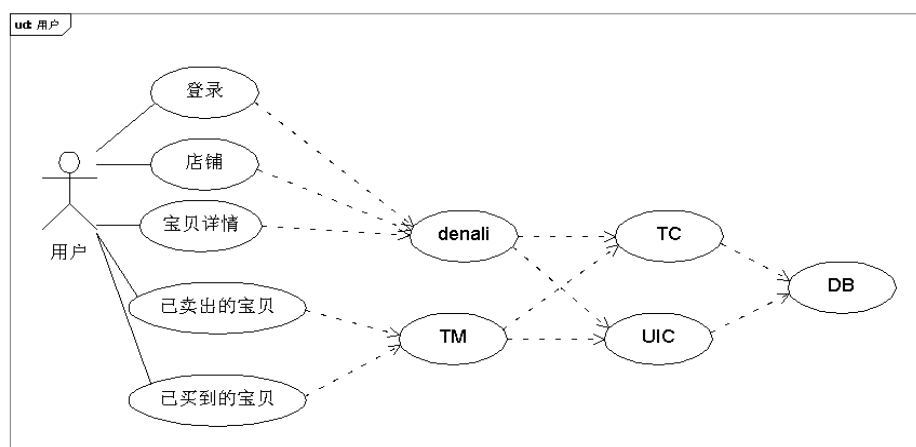 ud: 用户
登录
店铺
宝贝详情
用户
已卖出的宝贝
已买到的宝贝
denali
TM
TC
UIC
DB